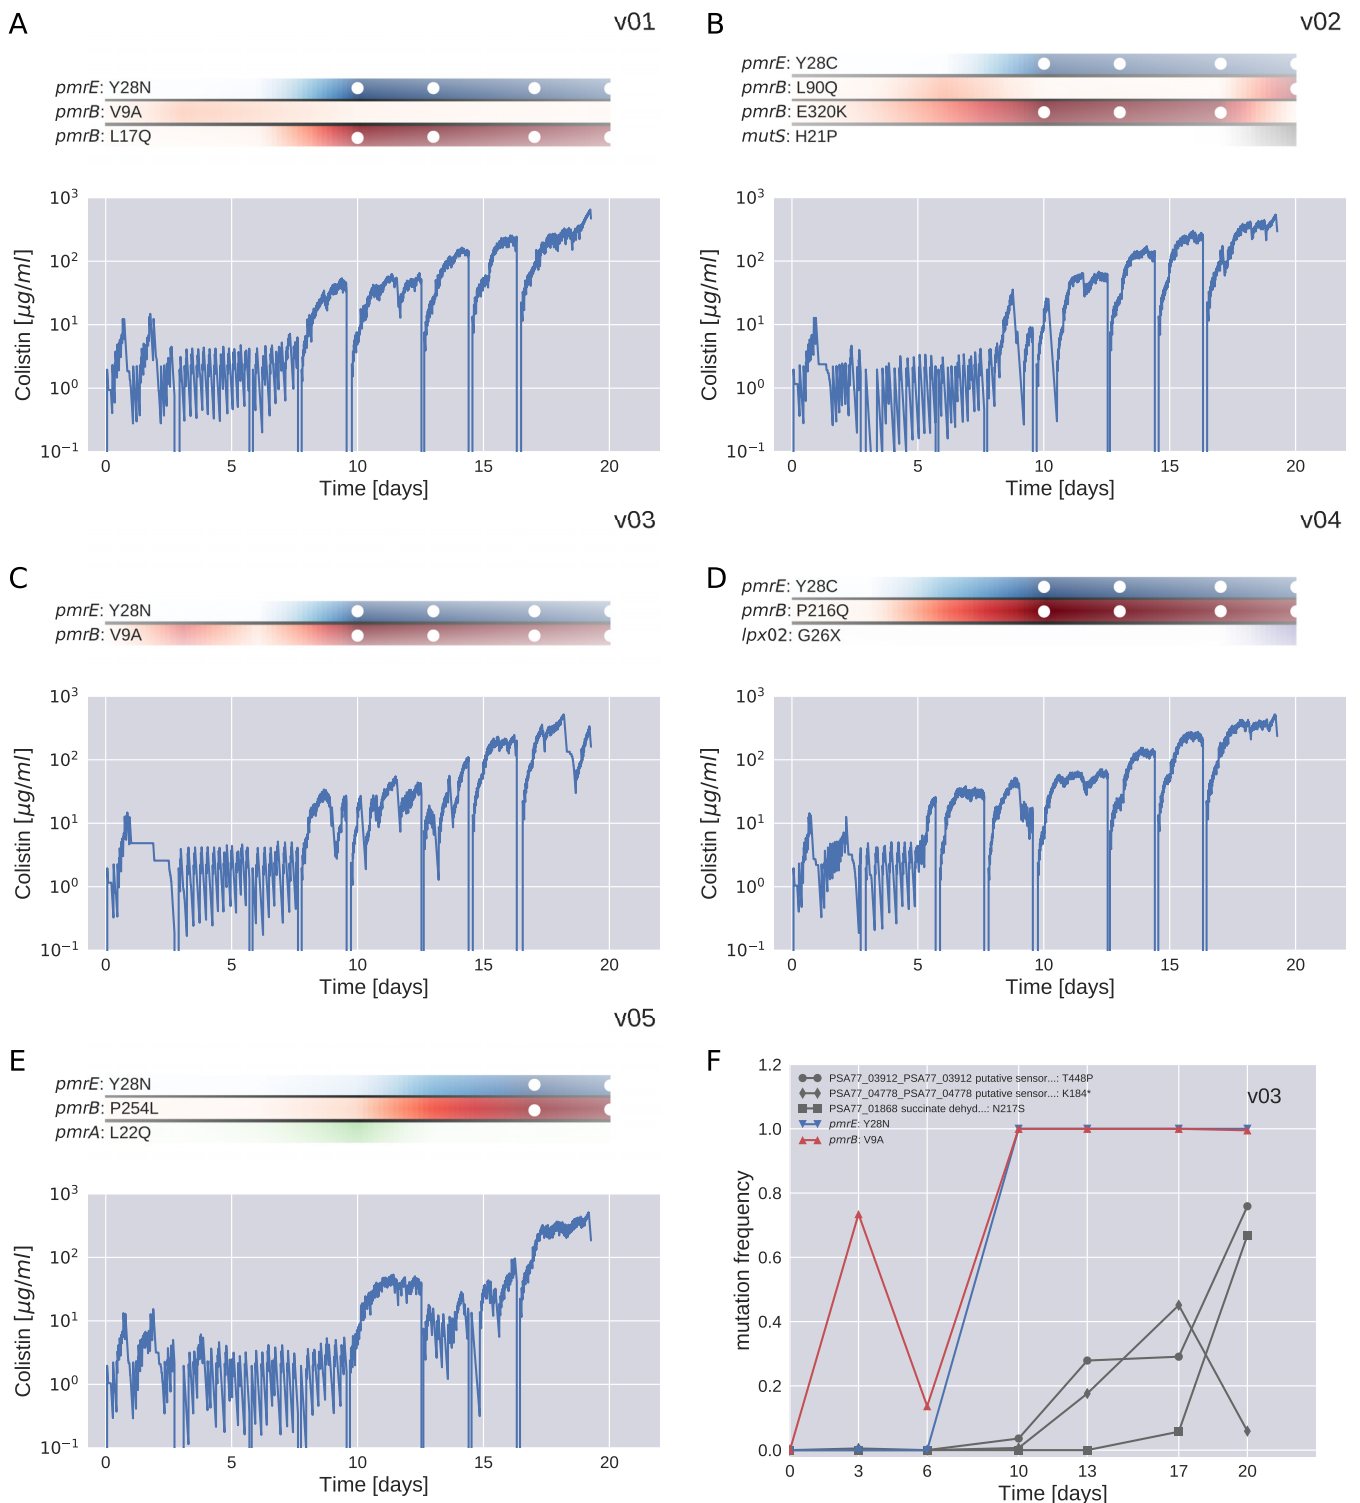 A
v01
pmrE: Y28N
pmrB: V9A
pmrB: L17Q
10³
10²
10¹
10⁰
10⁻¹
Colistin [µg/ml]
0 5 10 15 20
Time [days]
B
v02
pmrE: Y28C
pmrB: L90Q
pmrB: E320K
mutS: H21P
10³
10²
10¹
10⁰
10⁻¹
Colistin [µg/ml]
0 5 10 15 20
Time [days]
C
v03
pmrE: Y28N
pmrB: V9A
10³
10²
10¹
10⁰
10⁻¹
Colistin [µg/ml]
0 5 10 15 20
Time [days]
D
v04
pmrE: Y28C
pmrB: P216Q
lpx02: G26X
10³
10²
10¹
10⁰
10⁻¹
Colistin [µg/ml]
0 5 10 15 20
Time [days]
E
v05
pmrE: Y28N
pmrB: P254L
pmrA: L22Q
10³
10²
10¹
10⁰
10⁻¹
Colistin [µg/ml]
0 5 10 15 20
Time [days]
F
v03
PSA77_03912_PSA77_03912 putative sensor...: T448P
PSA77_04778_PSA77_04778 putative sensor...: K184*
PSA77_01868 succinate dehyd...: N217S
pmrE: Y28N
pmrB: V9A
1.2
1.0
0.8
0.6
0.4
0.2
0.0
mutation frequency
0 3 6 10 13 17 20
Time [days]